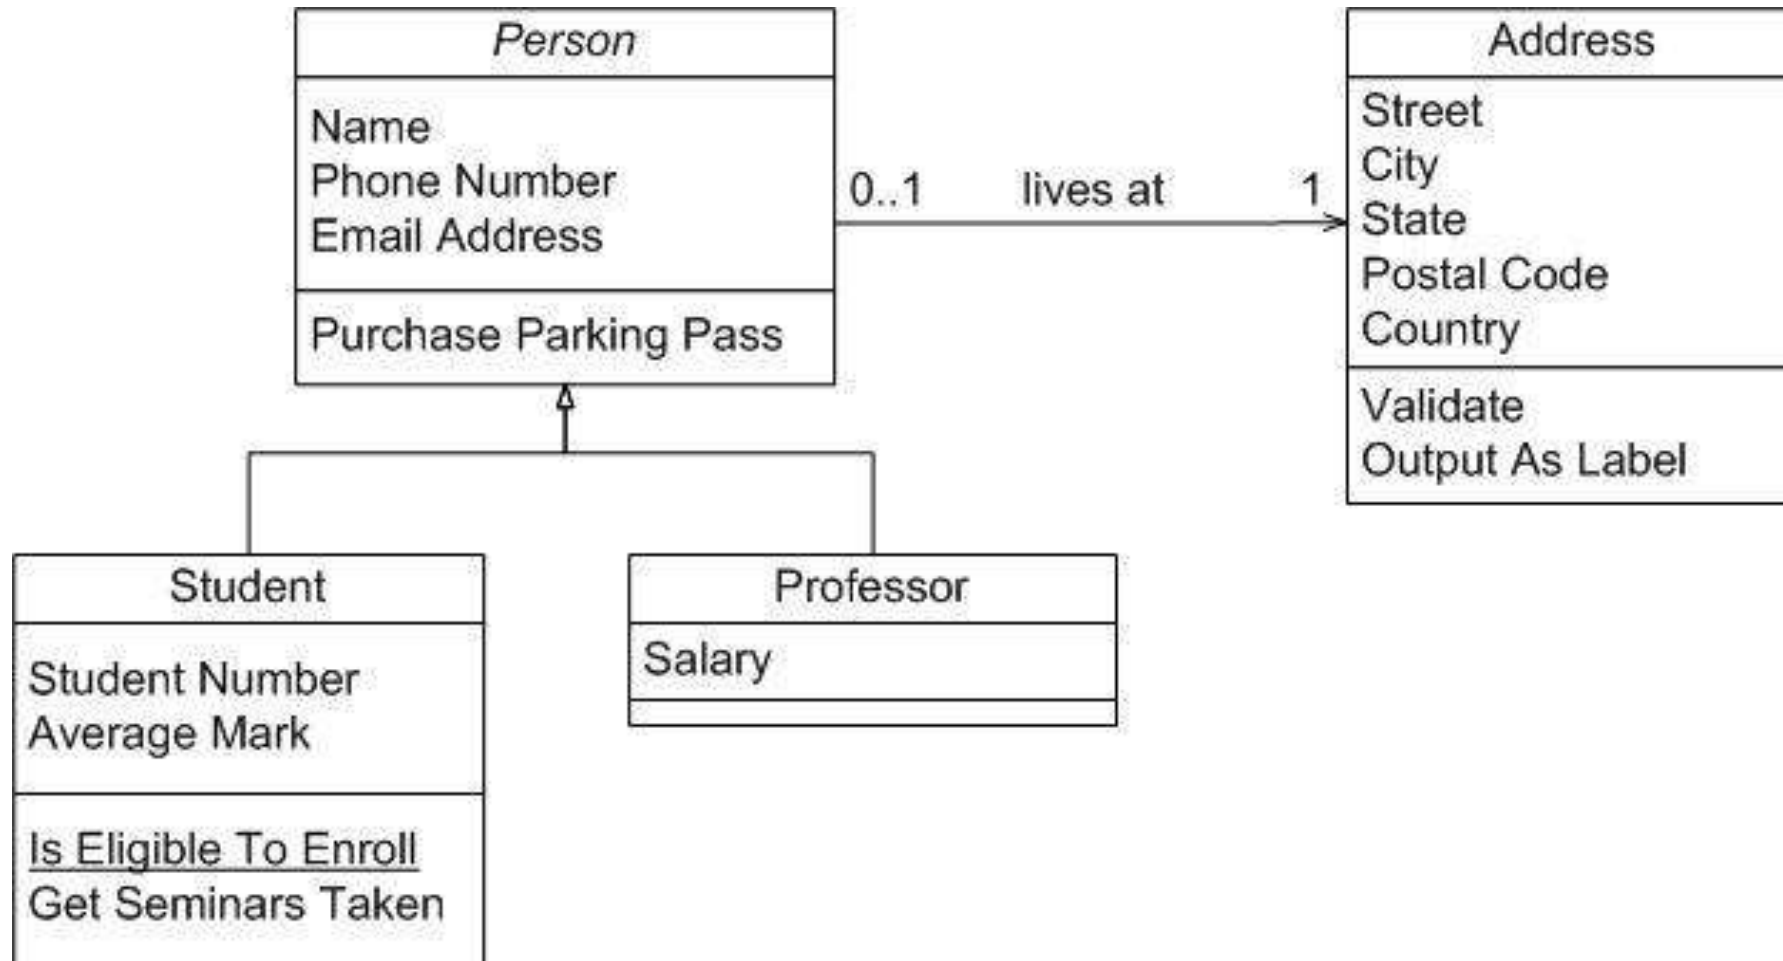 Person
Name
Phone Number
Email Address
Purchase Parking Pass
0..1 lives at 1
Address
Street
City
State
Postal Code
Country
Validate
Output As Label
Student
Student Number
Average Mark
Is Eligible To Enroll
Get Seminars Taken
Professor
Salary